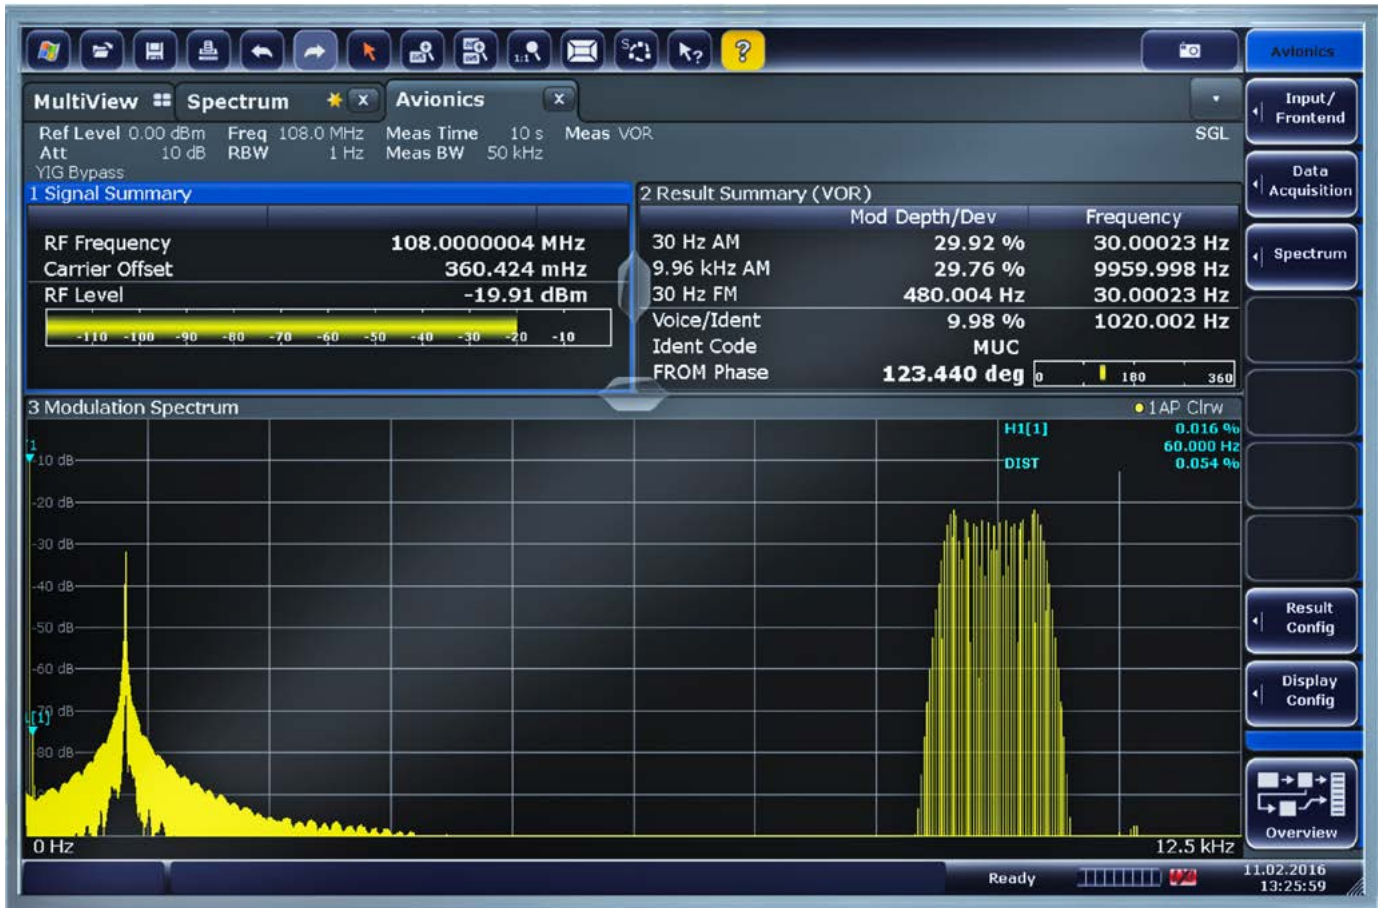 1:1
S
?
?
Avionics
MultiView
Spectrum
X
Avionics
X
Input/
Frontend
Ref Level 0.00 dBm Freq 108.0 MHz Meas Time 10 s Meas VOR
SGL
Att 10 dB RBW 1 Hz Meas BW 50 kHz
YIG Bypass
Data
Acquisition
1 Signal Summary
RF Frequency 108.0000004 MHz
Carrier Offset 360.424 mHz
RF Level -19.91 dBm
-110 -100 -90 -80 -70 -60 -50 -40 -30 -20 -10
2 Result Summary (VOR)
Mod Depth/Dev Frequency
30 Hz AM 29.92 % 30.00023 Hz
9.96 kHz AM 29.76 % 9959.998 Hz
30 Hz FM 480.004 Hz 30.00023 Hz
Voice/Ident 9.98 % 1020.002 Hz
Ident Code MUC
FROM Phase 123.440 deg 0 180 360
Spectrum
3 Modulation Spectrum
1AP Clrw
H1[1] 0.016 %
60.000 Hz
DIST 0.054 %
1
-10 dB
-20 dB
-30 dB
-40 dB
-50 dB
-60 dB
-70 dB
[1]
-80 dB
0 Hz
12.5 kHz
Result
Config
Display
Config
Overview
Ready
11.02.2016
13:25:59